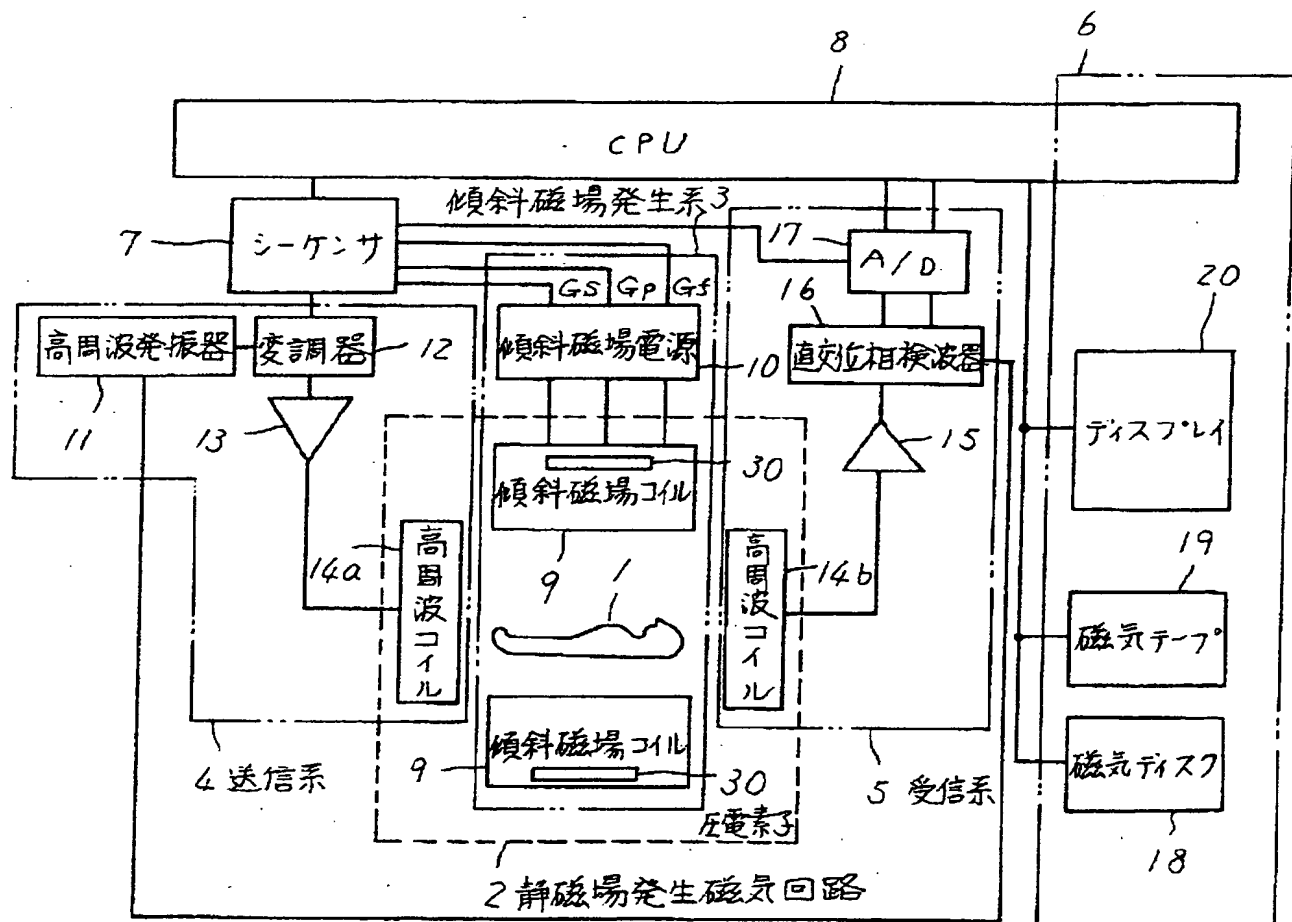 8
6
CPU
傾斜磁場発生系3
7
シーケンサ
17
A/D
GS GP Gf
16
20
高周波発振器
変調器
12
傾斜磁場電源
10
直交位相検波器
11
13
15
ディスプレイ
30
傾斜磁場コイル
9
14a
高周波コイル
1
高周波コイル
14b
19
磁気テープ
傾斜磁場コイル
9
30
4 送信系
5 受信系
磁気ディスク
圧電素子
18
2 静磁場発生磁気回路